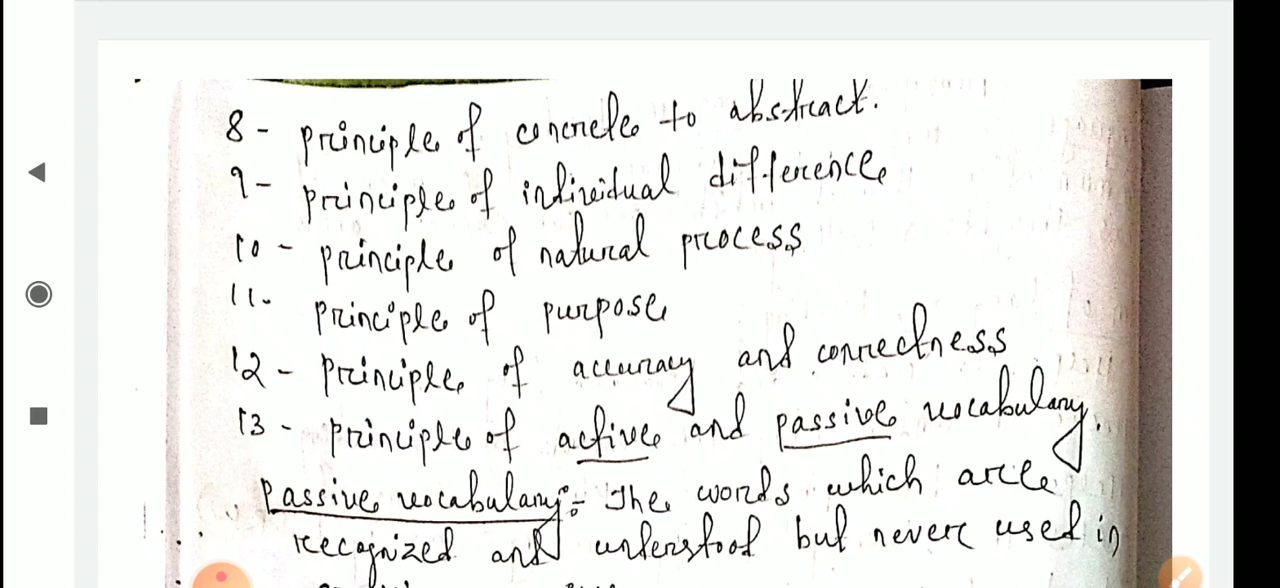 8- principle of concrete to abstract.
9- principle of individual difference
10- principle of natural process
11- principle of purpose
12- principle of accuracy and correctness
13- principle of active and passive vocabulary.
Passive vocabulary:- The words which are
recognized and understood but never used in